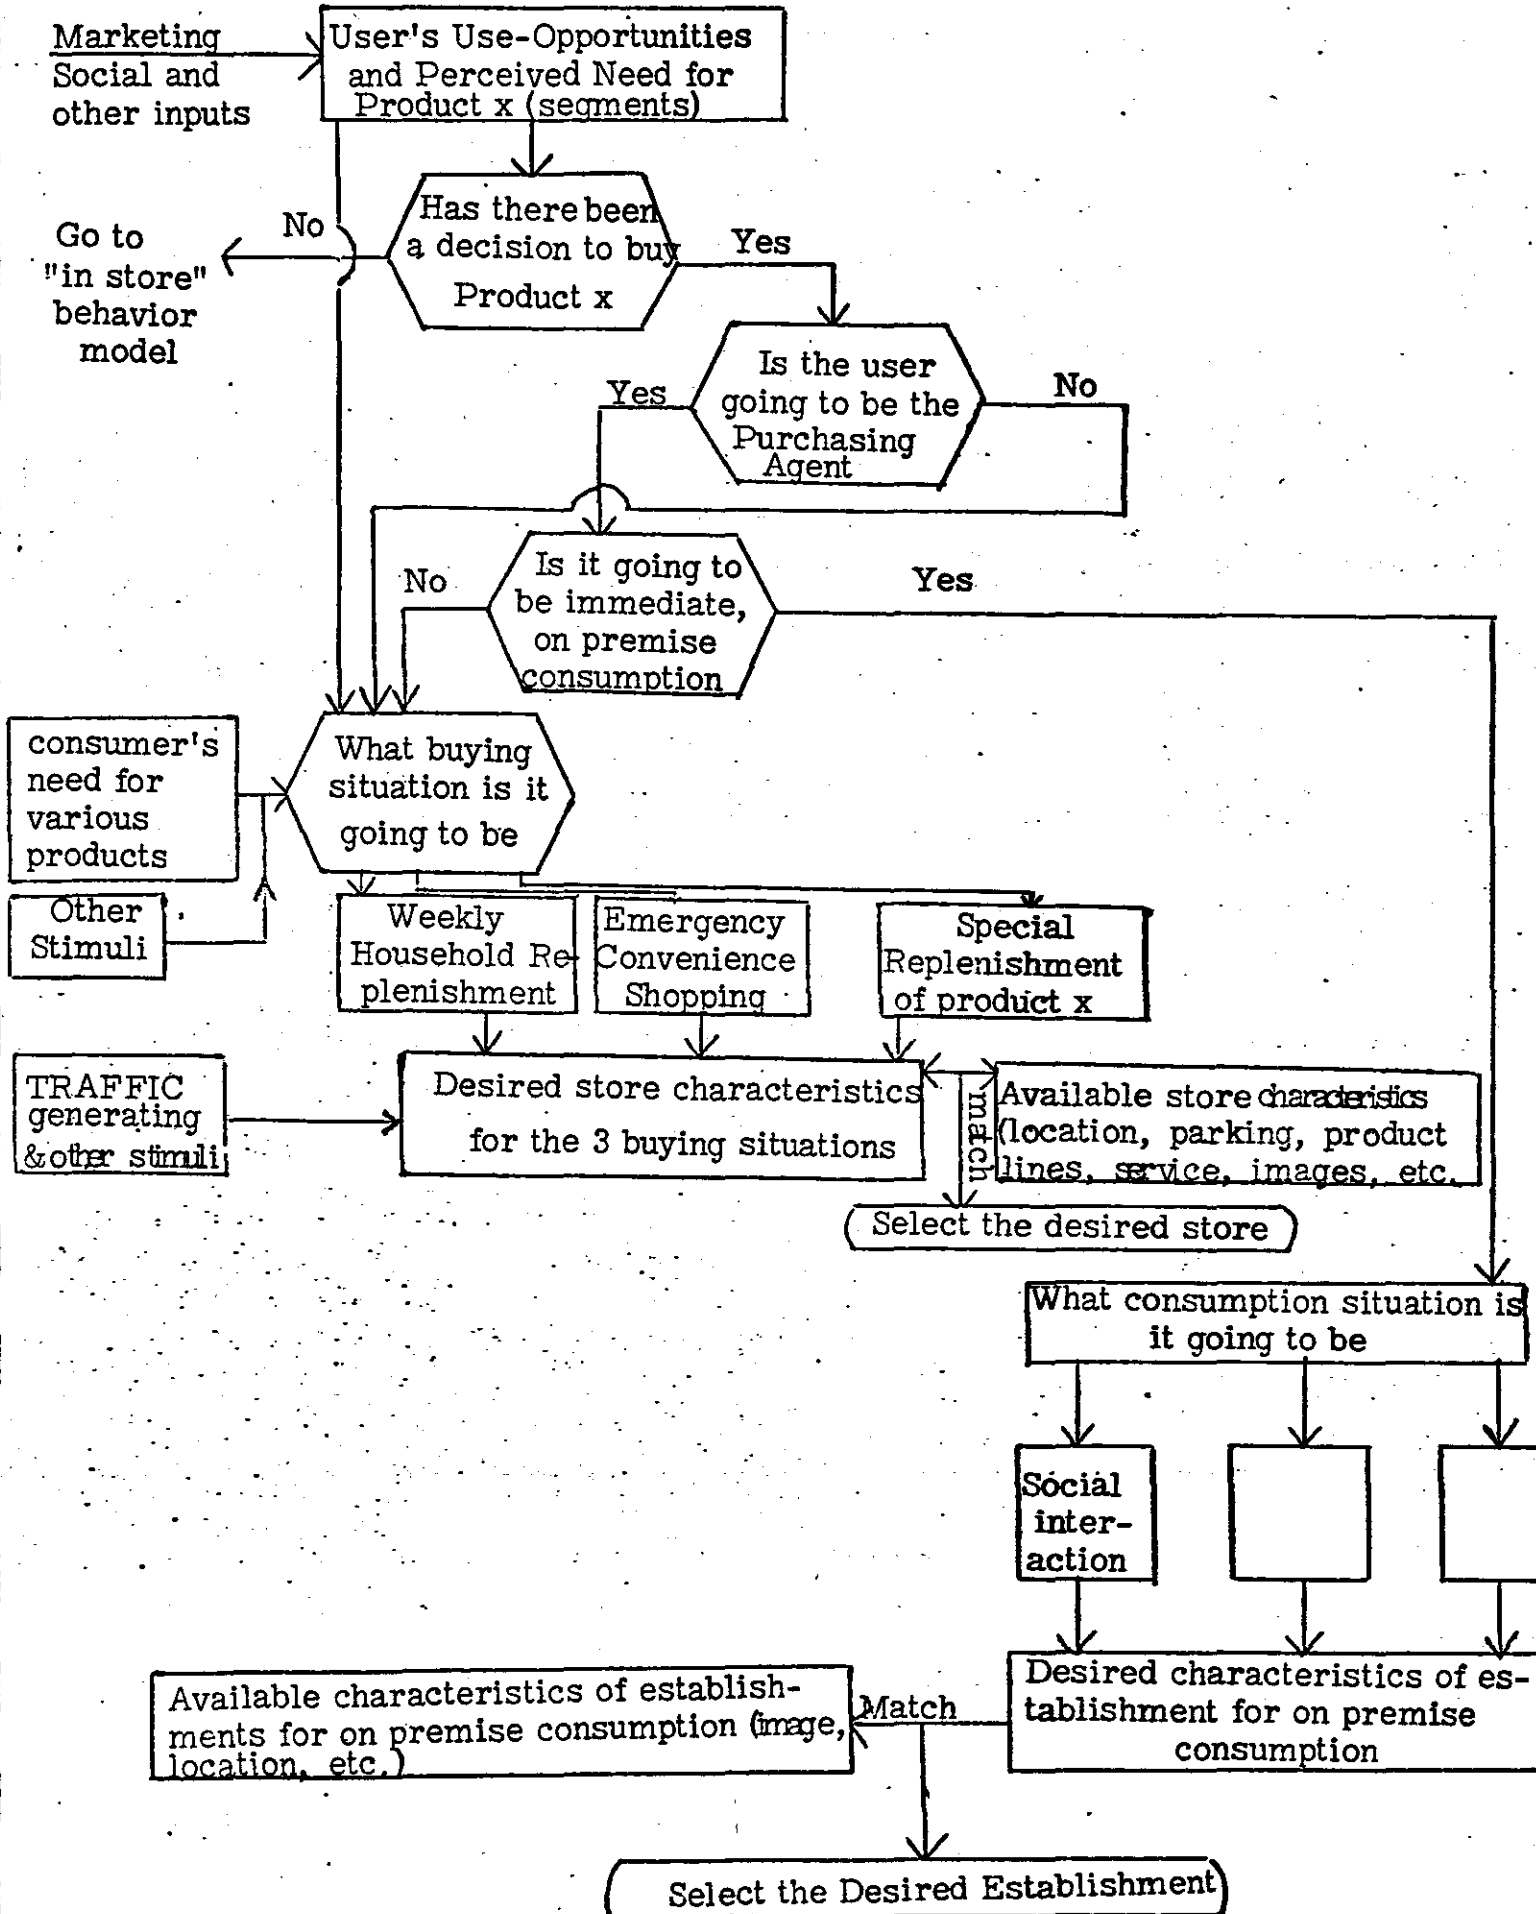 Marketing
Social and
other inputs
User's Use-Opportunities
and Perceived Need for
Product x (segments)
Has there been
a decision to buy
Product x
No
Go to
"in store"
behavior
model
Yes
Is the user
going to be the
Purchasing
Agent
Yes
No
Is it going to
be immediate,
on premise
consumption
No
Yes
consumer's
need for
various
products
What buying
situation is it
going to be
Other
Stimuli
Weekly
Household Re-
plenishment
Emergency
Convenience
Shopping
Special
Replenishment
of product x
TRAFFIC
generating
& other stimuli
Desired store characteristics
for the 3 buying situations
match
Available store characteristics
(location, parking, product
lines, service, images, etc.
Select the desired store
What consumption situation is
it going to be
Social
inter-
action
Desired characteristics of es-
tablishment for on premise
consumption
Match
Available characteristics of establish-
ments for on premise consumption (image,
location, etc.)
Select the Desired Establishment